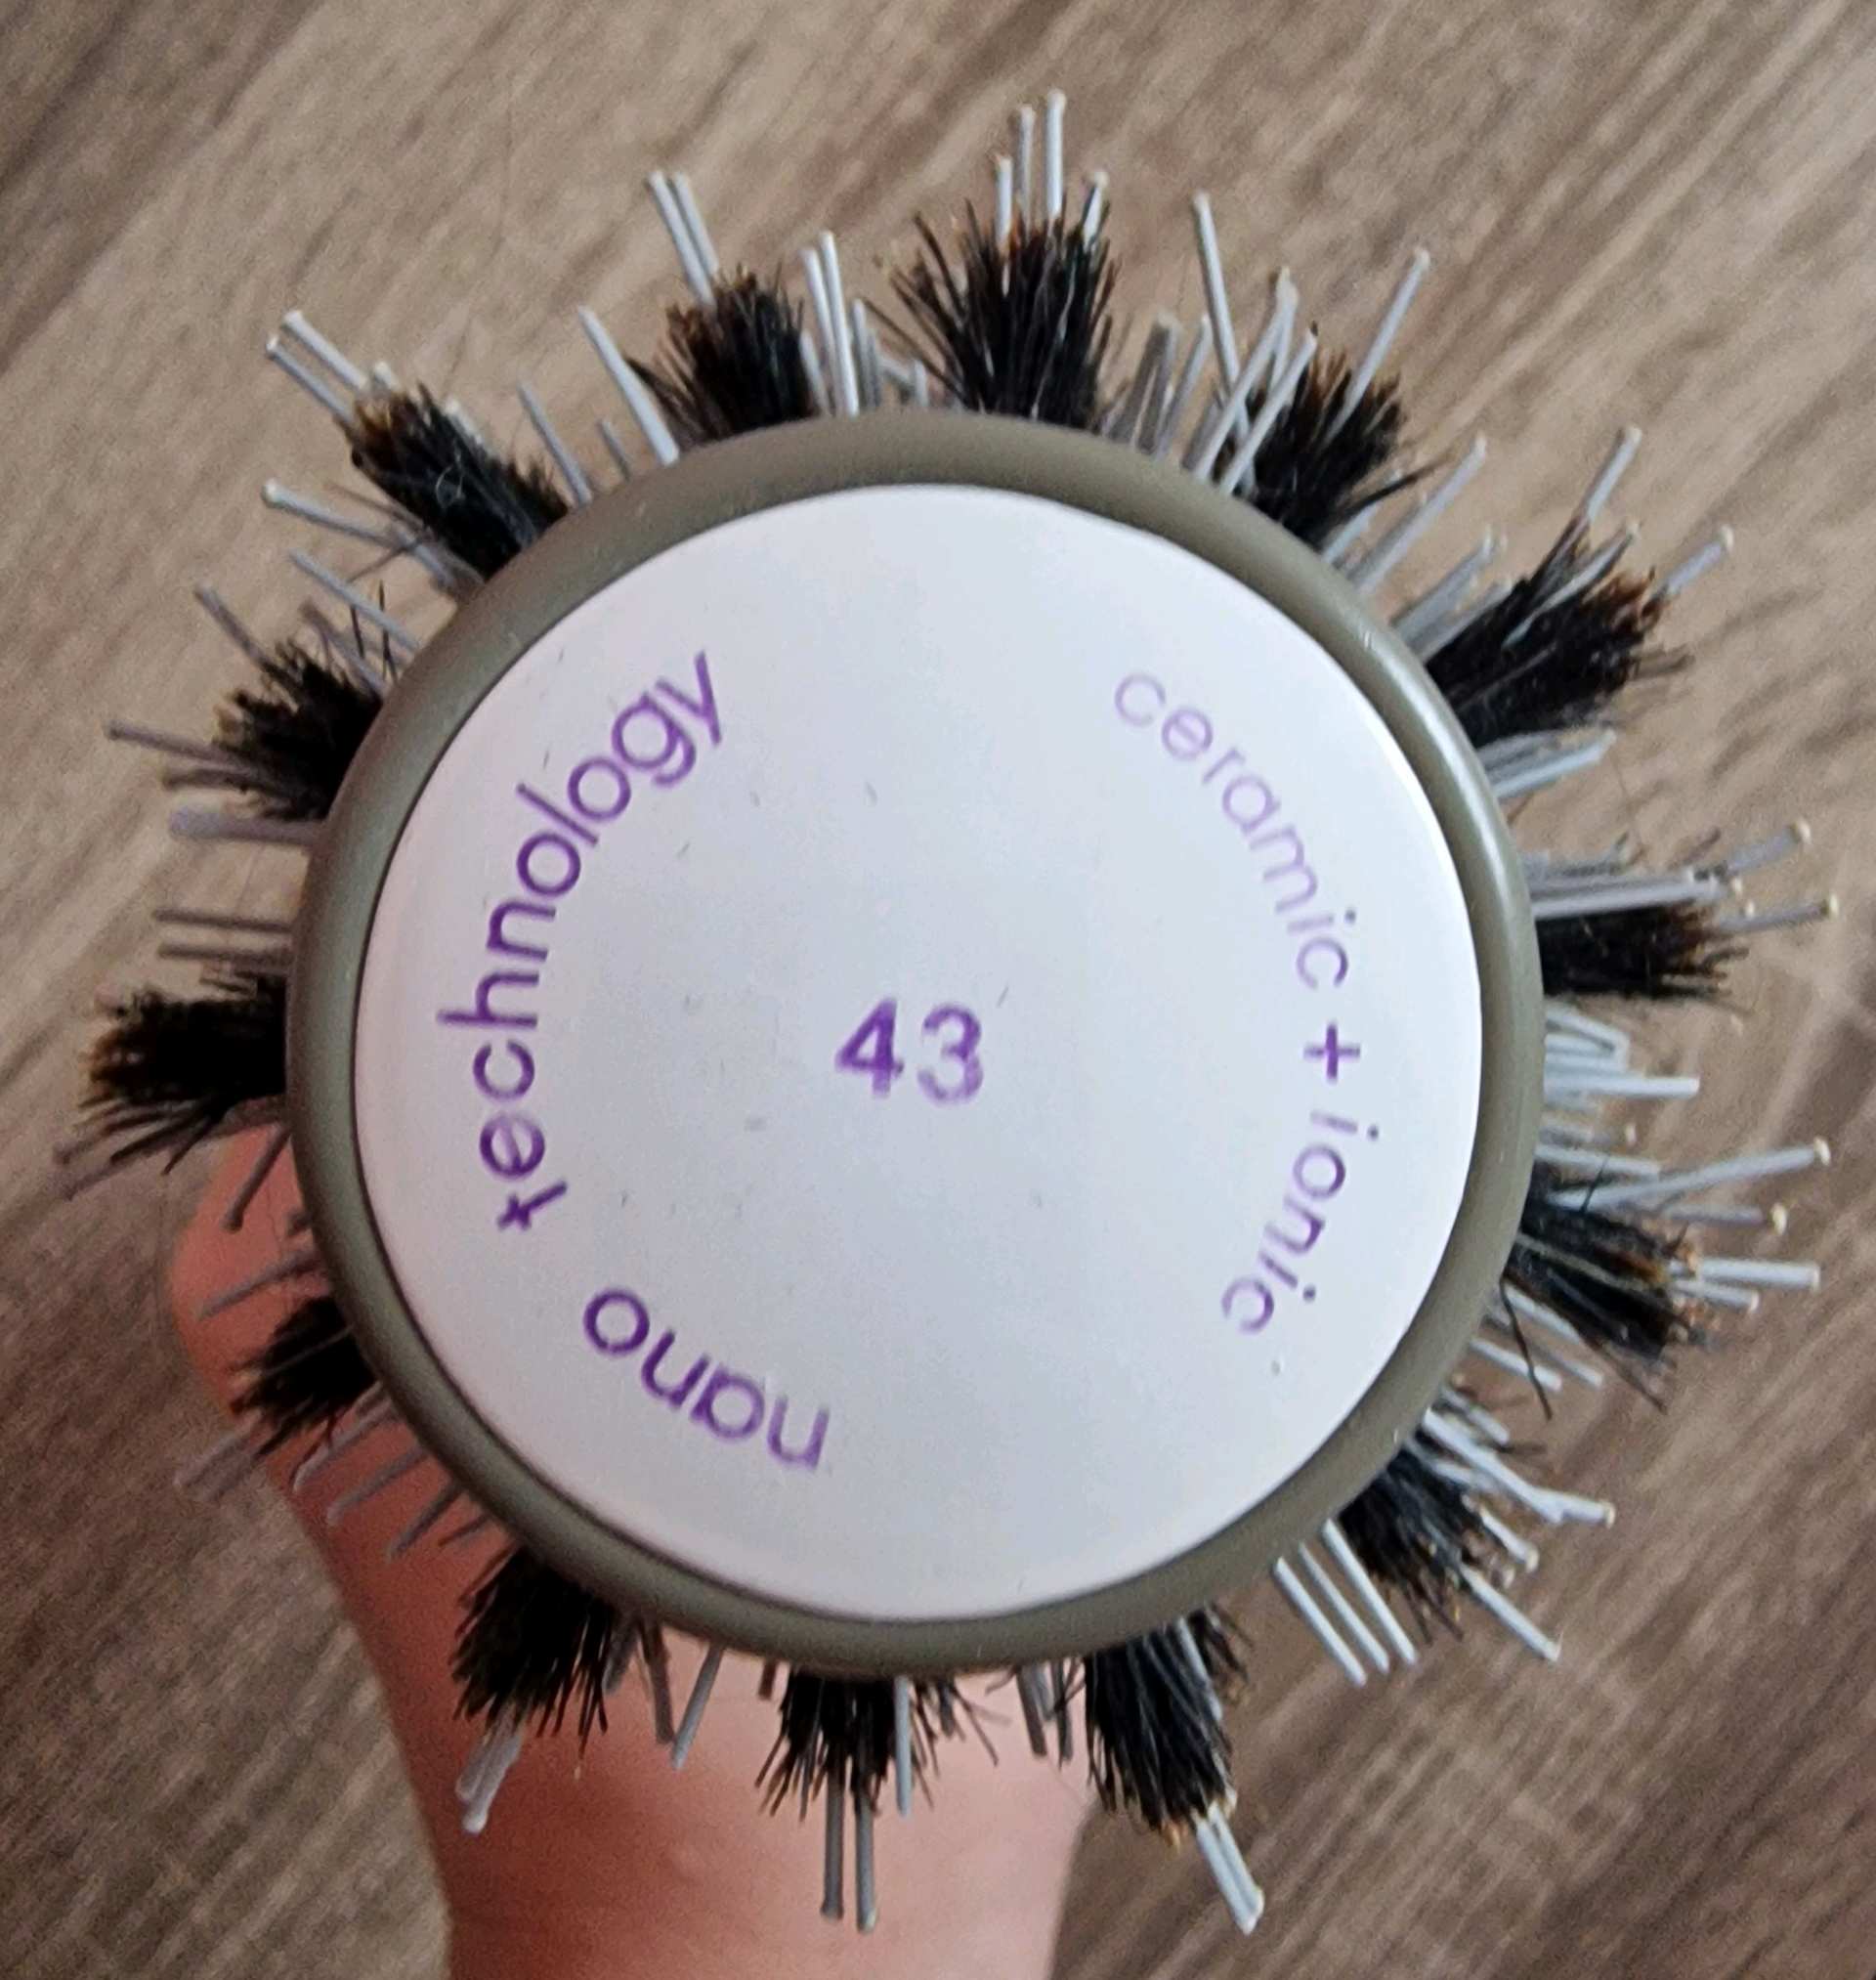 nano technology
ceramic + ionic
43